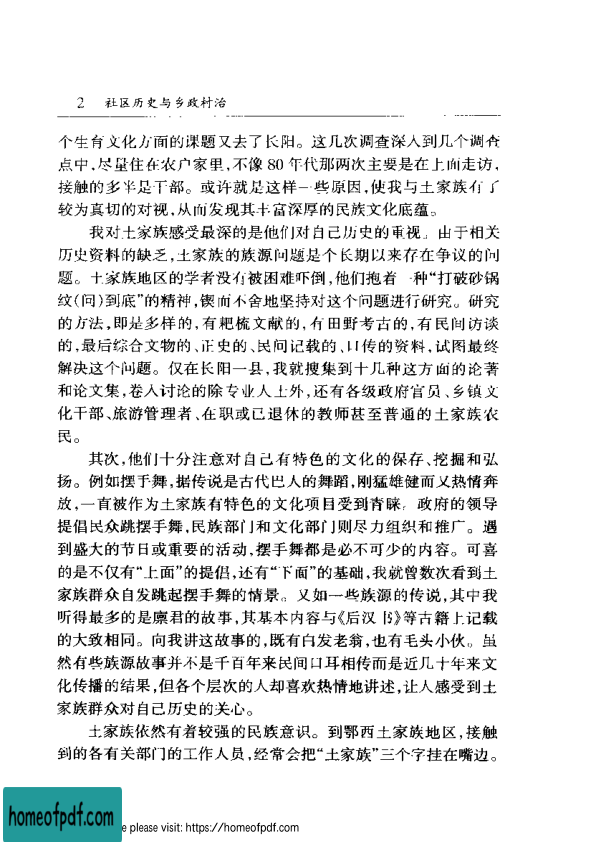 2 社区历史与乡政村治
个生育文化方面的课题又去了长阳。这几次调查深入到几个调查
点中,尽量住在农户家里,不像80年代那两次主要是在上面走访,
接触的多半是干部。或许就是这样一些原因,使我与土家族有了
较为真切的对视,从而发现其丰富深厚的民族文化底蕴。
我对土家族感受最深的是他们对自己历史的重视。由于相关
历史资料的缺乏,土家族的族源问题是个长期以来存在争议的问
题。土家族地区的学者没有被困难吓倒,他们抱着一种“打破砂锅
纹(问)到底”的精神,锲而不舍地坚持对这个问题进行研究。研究
的方法,即是多样的,有耙梳文献的,有田野考古的,有民间访谈
的,最后综合文物的、正史的、民间记载的、口传的资料,试图最终
解决这个问题。仅在长阳一县,我就搜集到十几种这方面的论著
和论文集,卷入讨论的除专业人士外,还有各级政府官员、乡镇文
化干部、旅游管理者、在职或已退休的教师甚至普通的土家族农
民。
其次,他们十分注意对自己有特色的文化的保存、挖掘和弘
扬。例如摆手舞,据传说是古代巴人的舞蹈,刚猛雄健而又热情奔
放,一直被作为土家族有特色的文化项目受到青睐。政府的领导
提倡民众跳摆手舞,民族部门和文化部门则尽力组织和推广。遇
到盛大的节日或重要的活动,摆手舞都是必不可少的内容。可喜
的是不仅有“上面”的提倡,还有“下面”的基础,我就曾数次看到土
家族群众自发跳起摆手舞的情景。又如一些族源的传说,其中我
听得最多的是廪君的故事,其基本内容与《后汉书》等古籍上记载
的大致相同。向我讲这故事的,既有白发老翁,也有毛头小伙。虽
然有些族源故事并不是千百年来民间口耳相传而是近几十年来文
化传播的结果,但各个层次的人却喜欢热情地讲述,让人感受到土
家族群众对自己历史的关心。
土家族依然有着较强的民族意识。到鄂西土家族地区,接触
到的各有关部门的工作人员,经常会把“土家族”三个字挂在嘴边。
homeofpdf.com
e please visit: https://homeofpdf.com